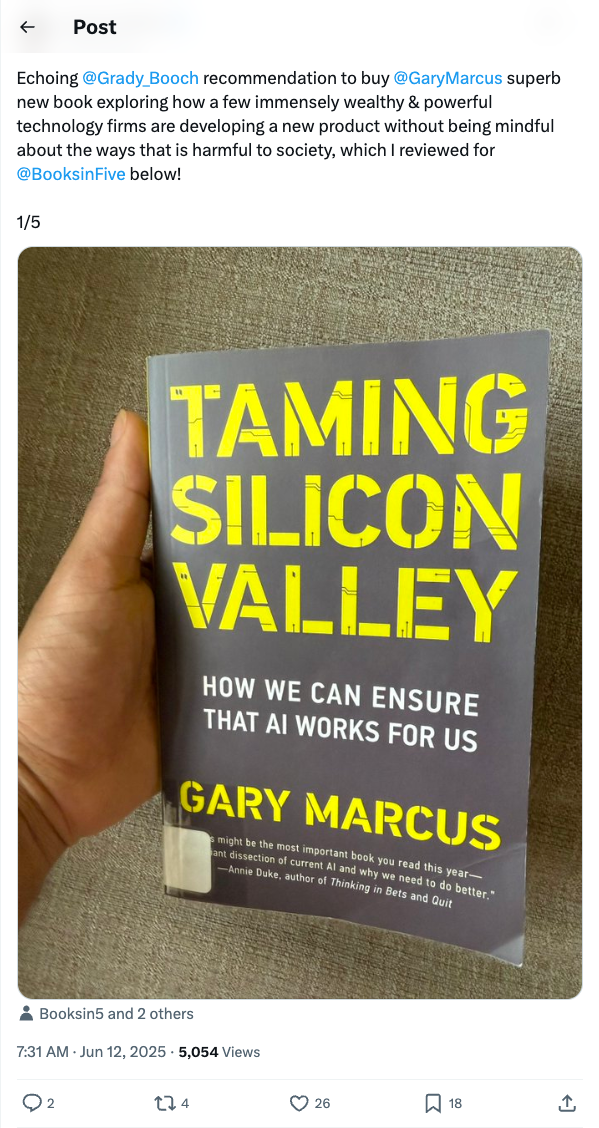 Post
Echoing @Grady_Booch recommendation to buy @GaryMarcus superb
new book exploring how a few immensely wealthy & powerful
technology firms are developing a new product without being mindful
about the ways that is harmful to society, which I reviewed for
@BooksinFive below!
1/5
TAMING
SILICON
VALLEY
HOW WE CAN ENSURE
THAT AI WORKS FOR US
GARY MARCUS
might be the most important book you read this year—
dissection of current AI and why we need to do better."
—Annie Duke, author of Thinking in Bets and Quit
Booksin5 and 2 others
7:31 AM · Jun 12, 2025 · 5,054 Views
2 4 26 18